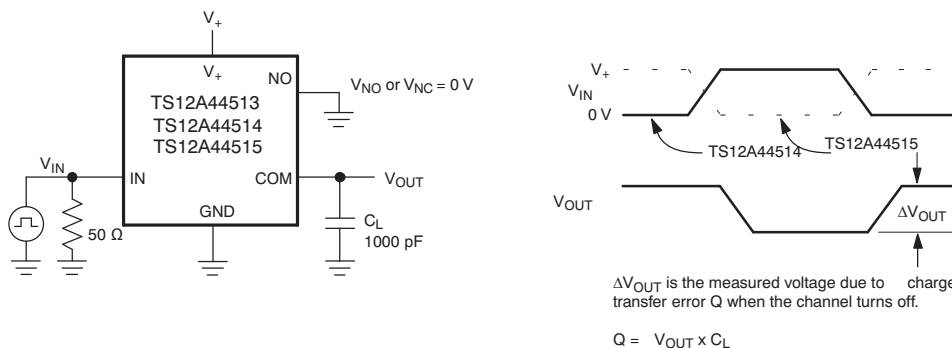 V+
V+
NO
VNO or VNC = 0 V
TS12A44513
TS12A44514
TS12A44515
VIN
IN
COM
VOUT
GND
50 Ω
CL
1000 pF
V+
VIN
0 V
TS12A44514
TS12A44515
VOUT
ΔVOUT
ΔVOUT is the measured voltage due to charge
transfer error Q when the channel turns off.
Q = VOUT x CL